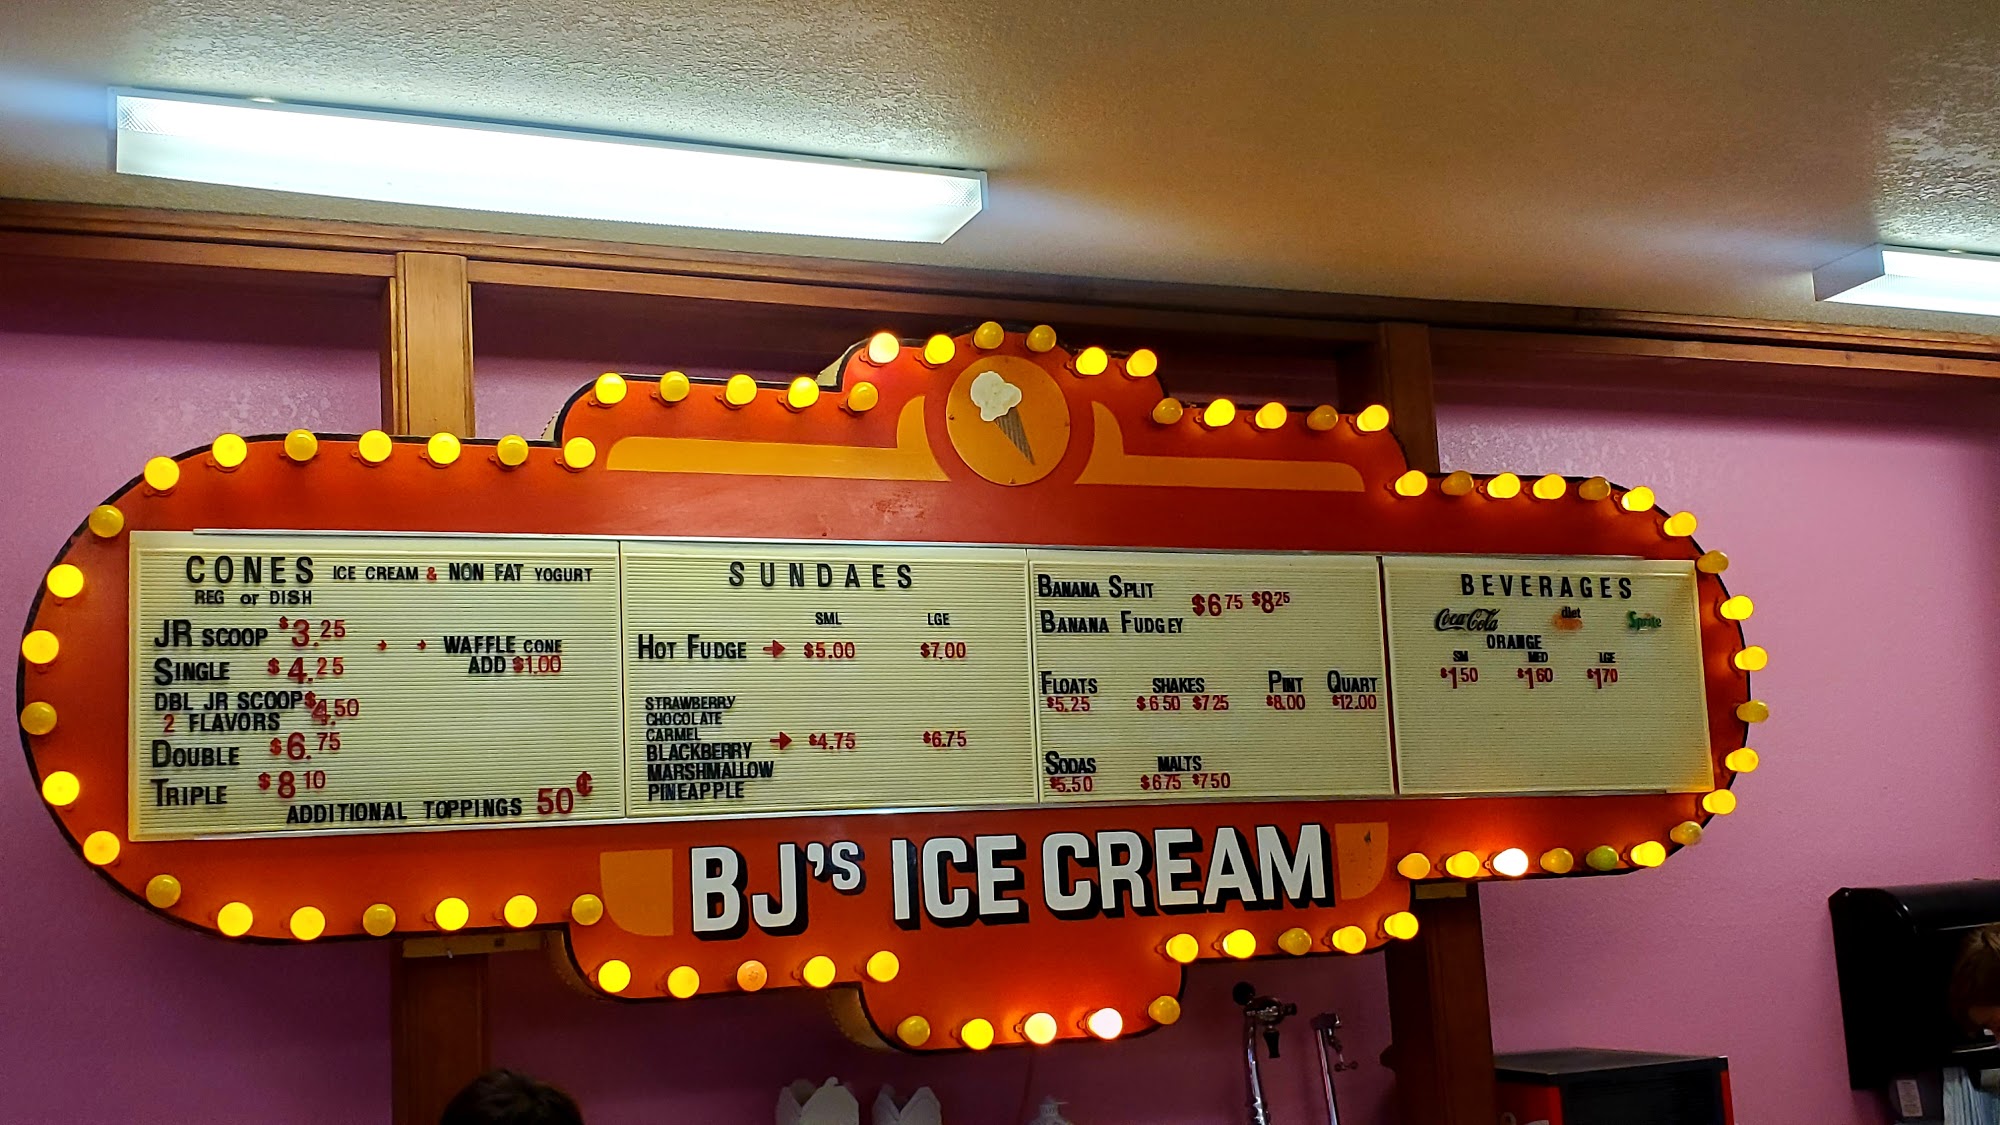 CONES ICE CREAM & NON FAT YOGURT
REG or DISH
JR SCOOP $3.25 → → WAFFLE CONE
ADD $1.00
SINGLE $4.25
DBL JR SCOOP $4.50
2 FLAVORS
DOUBLE $6.75
TRIPLE $8 10
ADDITIONAL TOPPINGS 50¢
SUNDAES
SML LGE
HOT FUDGE → $5.00 $7.00
STRAWBERRY
CHOCOLATE
CARMEL → $4.75 $6.75
BLACKBERRY
MARSHMALLOW
PINEAPPLE
BANANA SPLIT
$6 75 $8 25
BANANA FUDGEY
FLOATS SHAKES PINT QUART
$5.25 $6 50 $7 25 $8.00 $12.00
SODAS MALTS
$5.50 $6 75 $7 50
BEVERAGES
Coca-Cola diet Sprite
ORANGE
SM MED LGE
$1 50 $1 60 $1 70
BJ's ICE CREAM